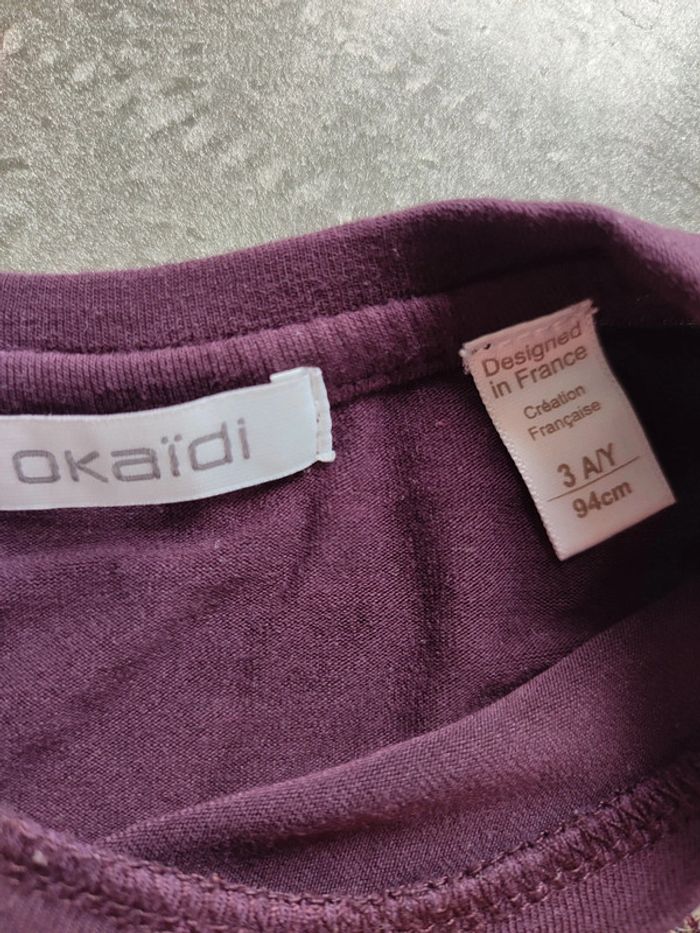 okaïdi
Designed
in France
Création
Française
3 A/Y
94cm